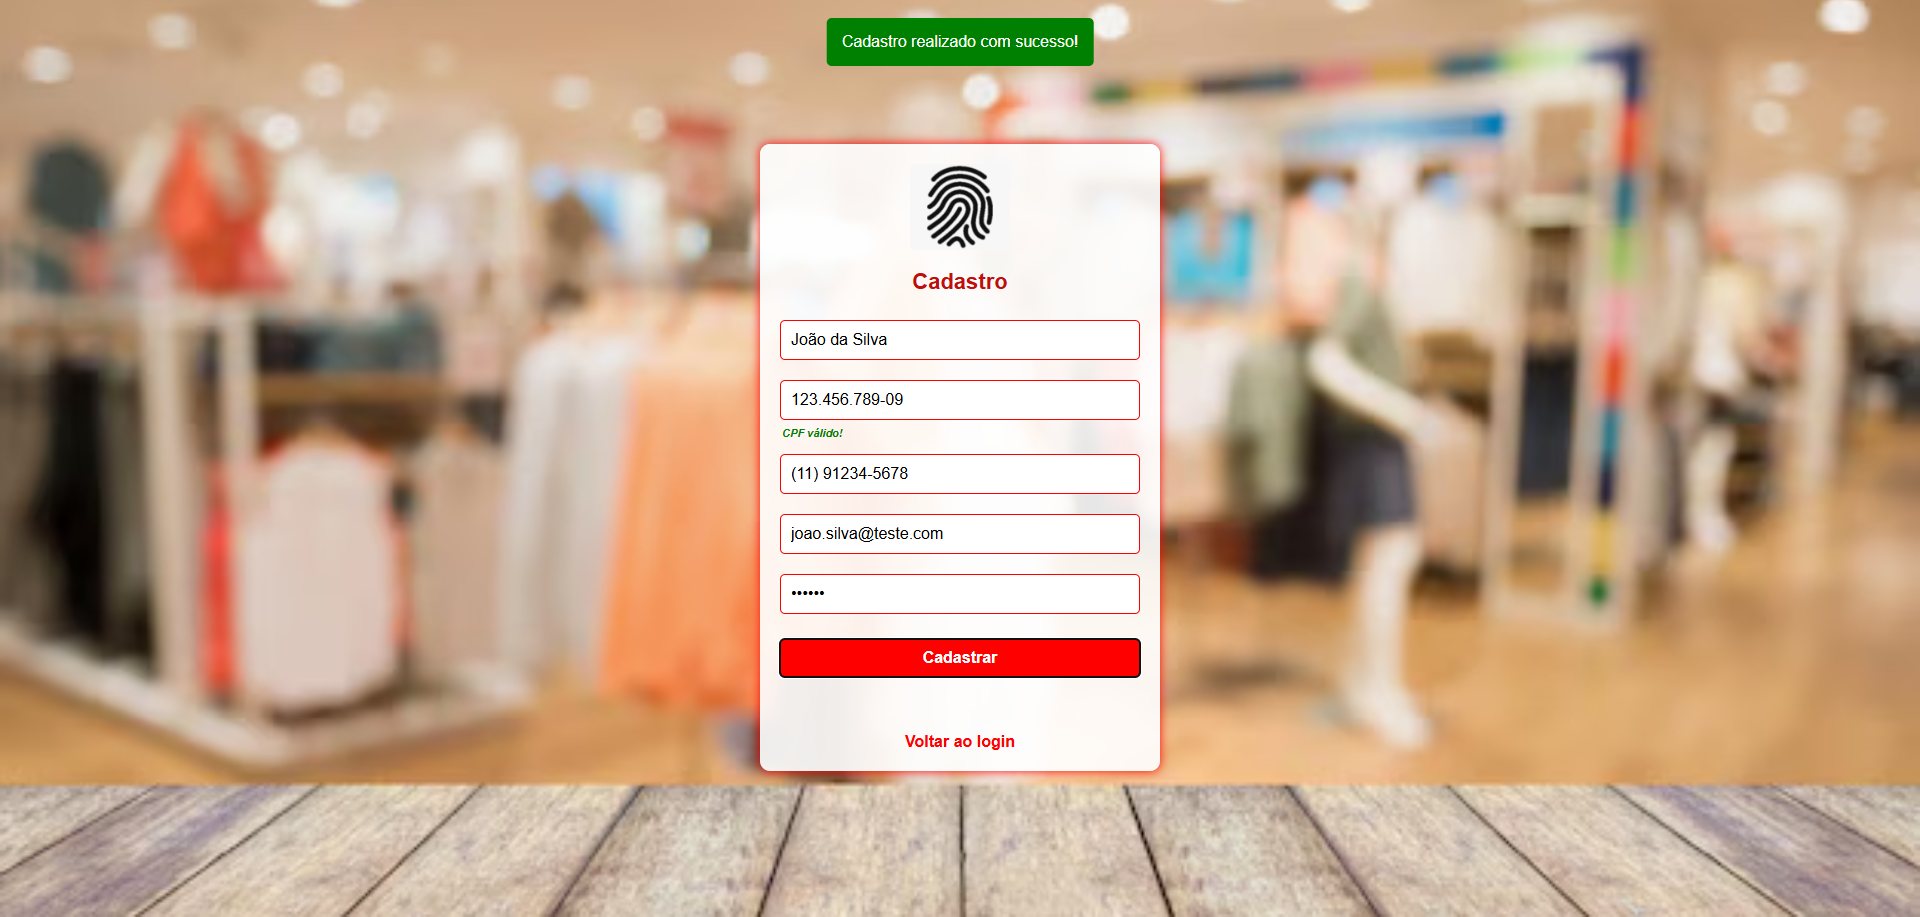 Cadastro realizado com sucesso!
Cadastro
João da Silva
123.456.789-09
CPF válido!
(11) 91234-5678
joao.silva@teste.com
••••••
Cadastrar
Voltar ao login